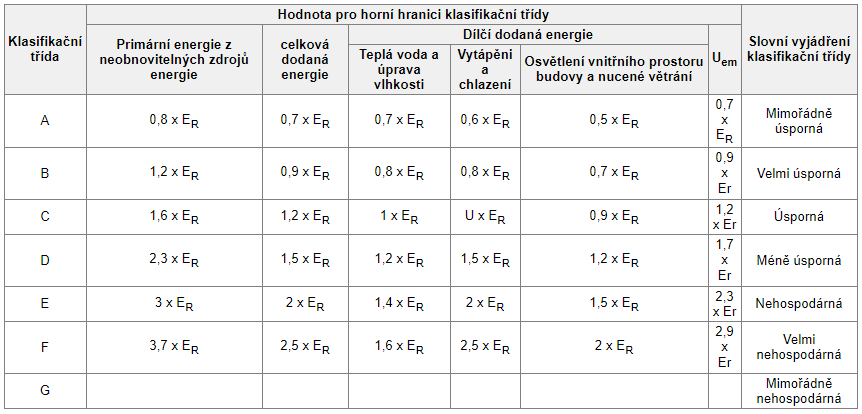 Klasifikační
třída
Hodnota pro horní hranici klasifikační třídy
Slovní vyjádření
klasifikační třídy
Primární energie z
neobnovitelných zdrojů
energie
celková
dodaná
energie
Dílčí dodaná energie
U_em
Teplá voda a
úprava
vlhkosti
Vytápěni
a
chlazení
Osvětlení vnitřního prostoru
budovy a nucené větrání
A
0,8 x E_R
0,7 x E_R
0,7 x E_R
0,6 x E_R
0,5 x E_R
0,7
x
E_R
Mimořádně
úsporná
B
1,2 x E_R
0,9 x E_R
0,8 x E_R
0,8 x E_R
0,7 x E_R
0,9
x
Er
Velmi úsporná
C
1,6 x E_R
1,2 x E_R
1 x E_R
U x E_R
0,9 x E_R
1,2
x Er
Úsporná
D
2,3 x E_R
1,5 x E_R
1,2 x E_R
1,5 x E_R
1,2 x E_R
1,7
x
Er
Méně úsporná
E
3 x E_R
2 x E_R
1,4 x E_R
2 x E_R
1,5 x E_R
2,3
x Er
Nehospodárná
F
3,7 x E_R
2,5 x E_R
1,6 x E_R
2,5 x E_R
2 x E_R
2,9
x
Er
Velmi
nehospodárná
G
Mimořádně
nehospodárná